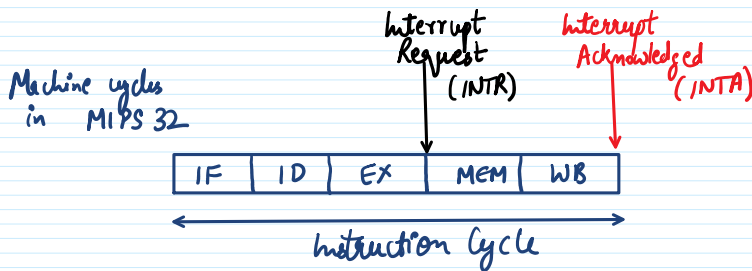 Interrupt
Request
(INTR)
Interrupt
Acknowledged
(INTA)
Machine cycles
in MIPS 32
IF ID EX MEM WB
Instruction Cycle